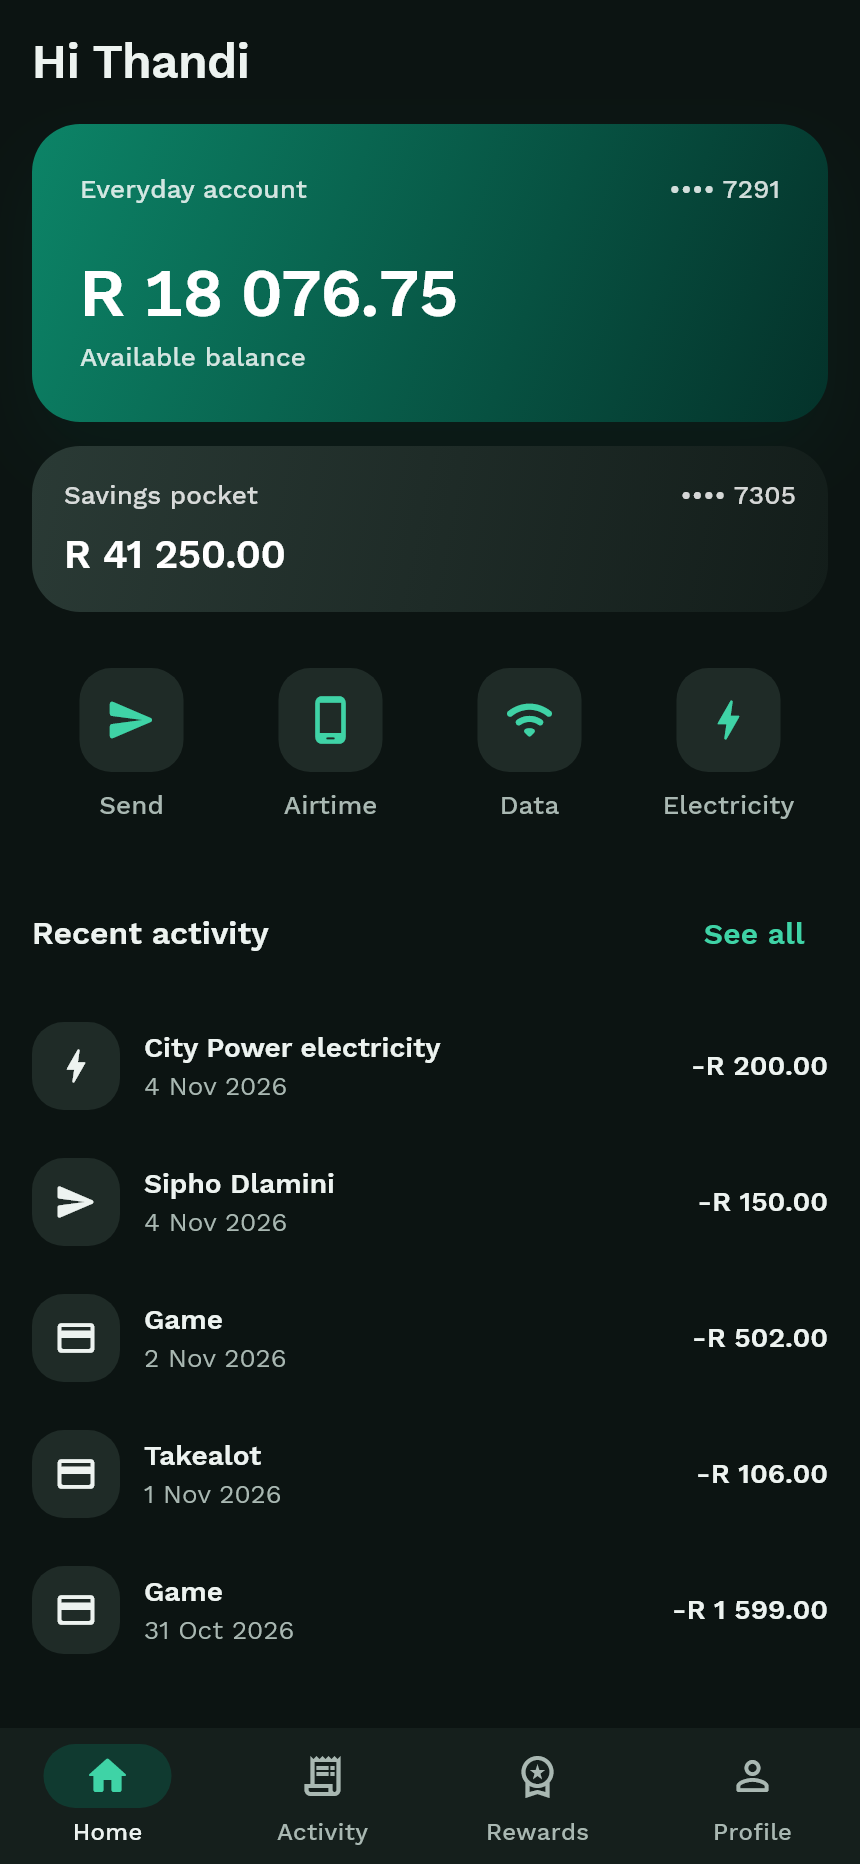 Hi Thandi
Everyday account •••• 7291
R 18 076.75
Available balance
Savings pocket •••• 7305
R 41 250.00
Send Airtime Data Electricity
Recent activity See all
City Power electricity
4 Nov 2026 -R 200.00
Sipho Dlamini
4 Nov 2026 -R 150.00
Game
2 Nov 2026 -R 502.00
Takealot
1 Nov 2026 -R 106.00
Game
31 Oct 2026 -R 1 599.00
Home Activity Rewards Profile